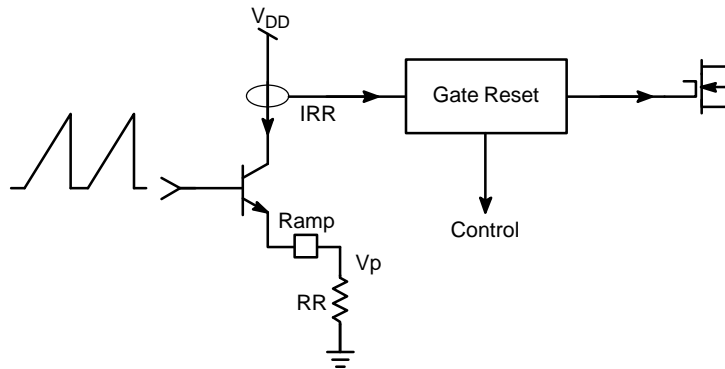 VDD
Gate Reset
IRR
Ramp
Control
Vp
RR